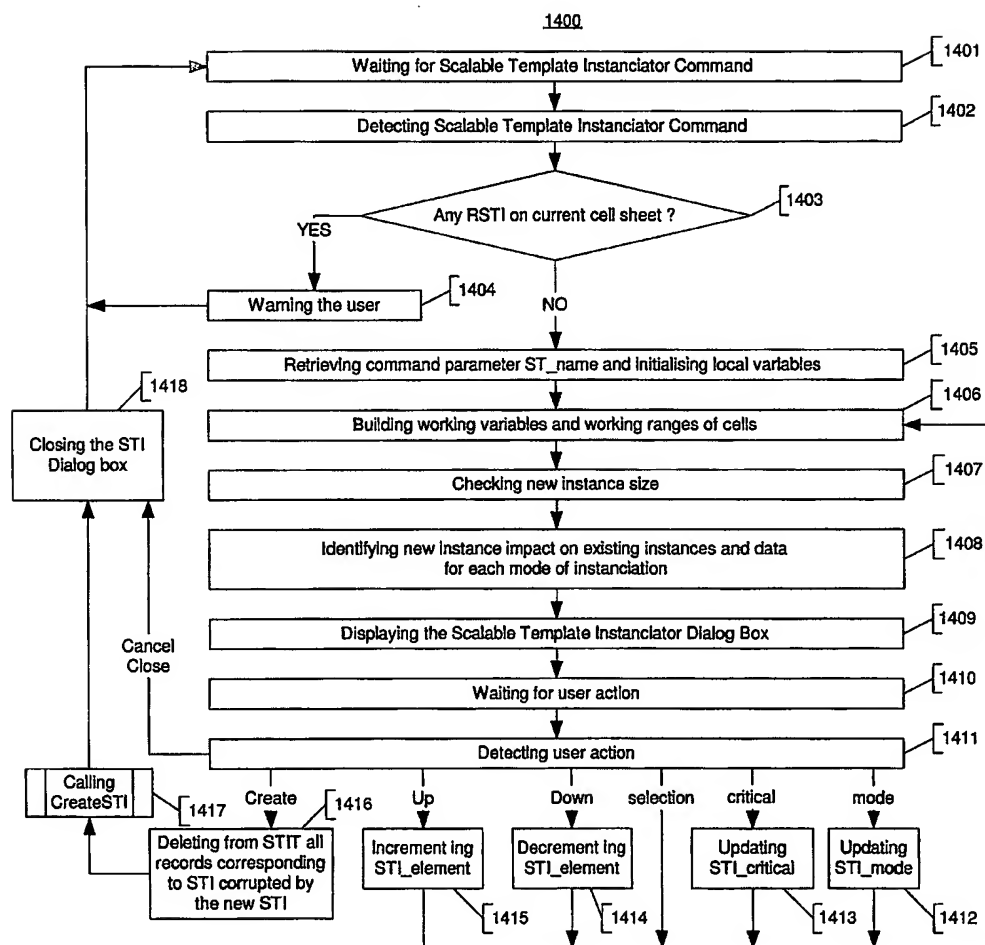 1400
Waiting for Scalable Template Instanciator Command
1401
Detecting Scalable Template Instanciator Command
1402
Any RSTI on current cell sheet ?
1403
YES
Warning the user
1404
NO
Retrieving command parameter ST_name and initialising local variables
1405
1418
Closing the STI
Dialog box
Building working variables and working ranges of cells
1406
Checking new instance size
1407
Identifying new instance impact on existing instances and data
for each mode of instanciation
1408
Displaying the Scalable Template Instanciator Dialog Box
1409
Cancel
Close
Waiting for user action
1410
Detecting user action
1411
Calling
CreateSTI
1417
Create
1416
Up
Down
selection
critical
mode
Deleting from STIT all
records corresponding
to STI corrupted by
the new STI
Increment ing
STI_element
1415
Decrement ing
STI_element
1414
Updating
STI_critical
1413
Updating
STI_mode
1412